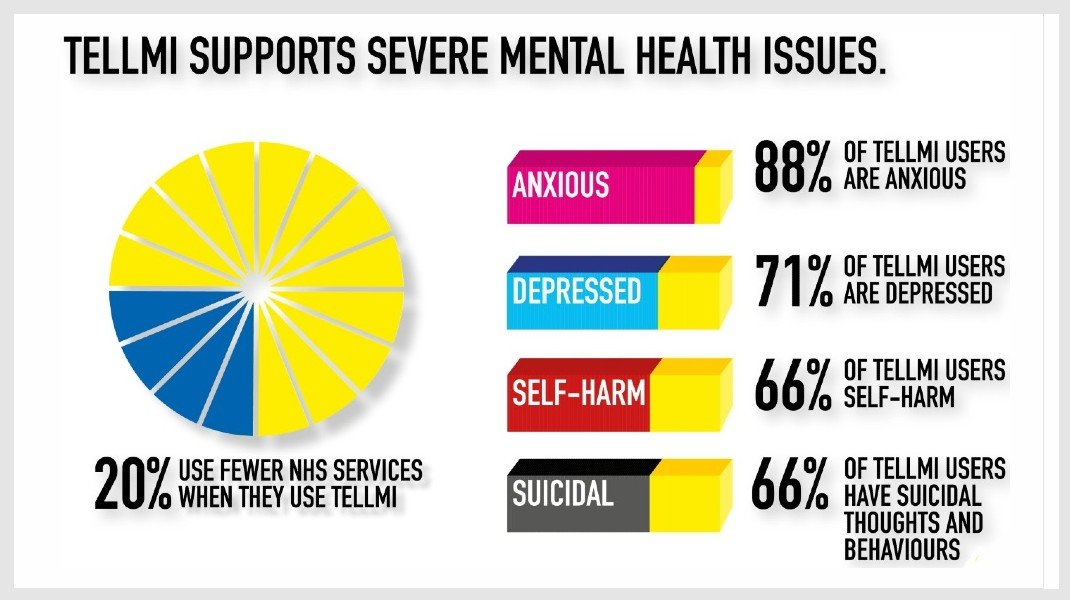 TELLMI SUPPORTS SEVERE MENTAL HEALTH ISSUES.
20% USE FEWER NHS SERVICES
WHEN THEY USE TELLMI
ANXIOUS
88% OF TELLMI USERS
ARE ANXIOUS
DEPRESSED
71% OF TELLMI USERS
ARE DEPRESSED
SELF-HARM
66% OF TELLMI USERS
SELF-HARM
SUICIDAL
66% OF TELLMI USERS
HAVE SUICIDAL
THOUGHTS AND
BEHAVIOURS